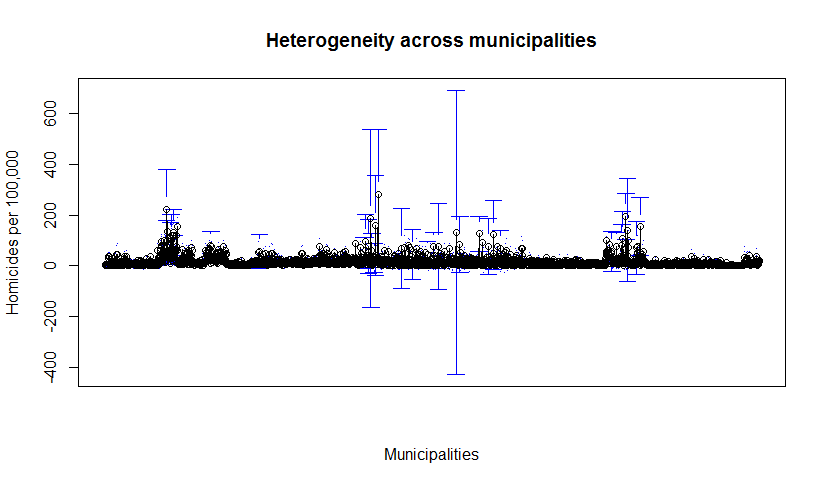 Heterogeneity across municipalities
Homicides per 100,000
600
400
200
0
-200
-400
Municipalities